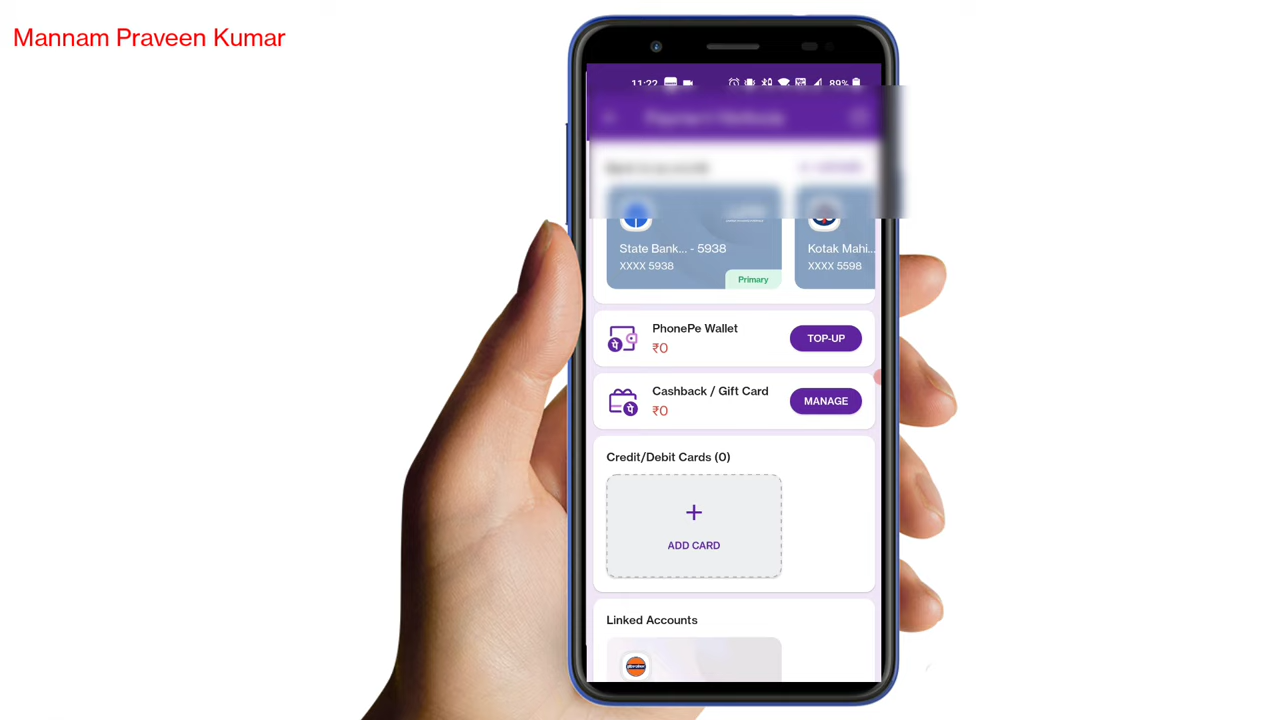 Mannam Praveen Kumar
11:22
89%
State Bank... - 5938
XXXX 5938
Primary
Kotak Mahi...
XXXX 5598
PhonePe Wallet
₹0
TOP-UP
Cashback / Gift Card
₹0
MANAGE
Credit/Debit Cards (0)
+
ADD CARD
Linked Accounts